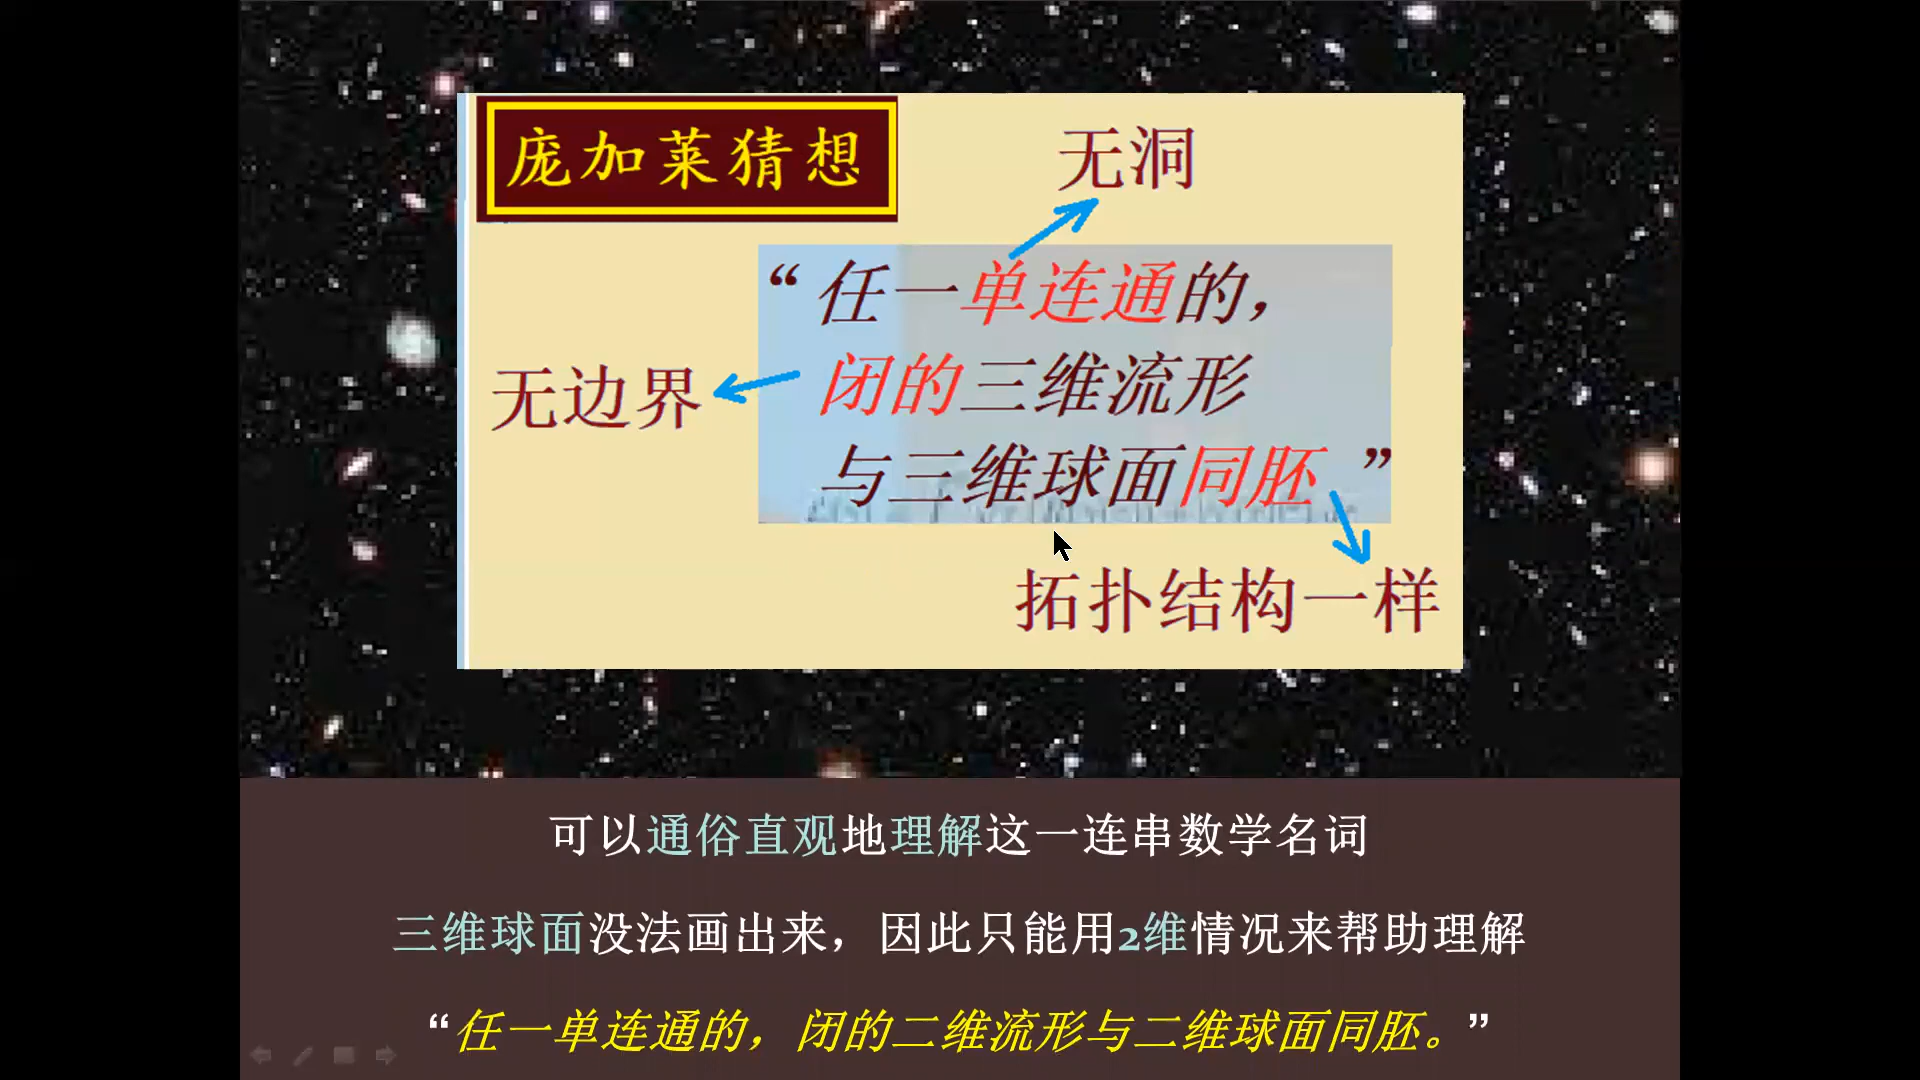 庞加莱猜想
无洞
“任一单连通的，
闭的三维流形
与三维球面同胚”
无边界
拓扑结构一样
可以通俗直观地理解这一连串数学名词
三维球面没法画出来，因此只能用2维情况来帮助理解
“任一单连通的，闭的二维流形与二维球面同胚。”